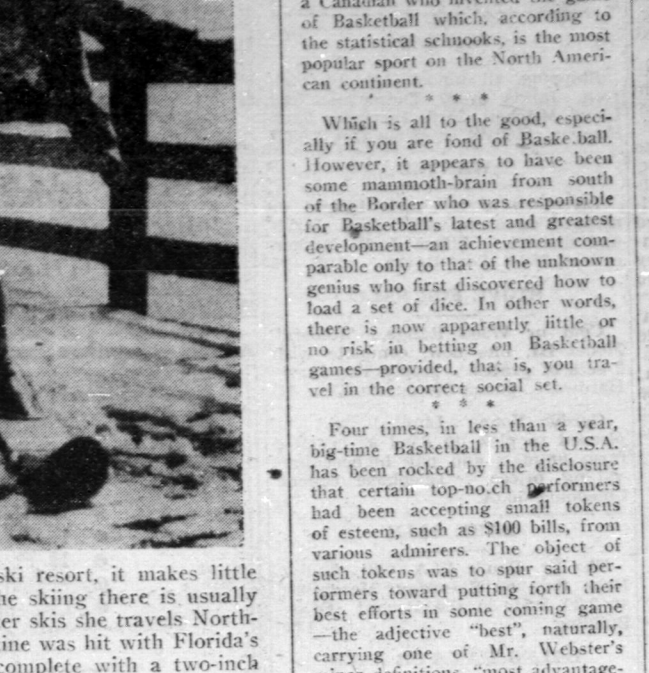 a Canadian who invented the game
of Basketball which, according to
the statistical schnooks, is the most
popular sport on the North Ameri-
can continent.
* * *
Which is all to the good, especi-
ally if you are fond of Baske.ball.
However, it appears to have been
some mammoth-brain from south
of the Border who was responsible
for Basketball's latest and greatest
development—an achievement com-
parable only to that of the unknown
genius who first discovered how to
load a set of dice. In other words,
there is now apparently little or
no risk in betting on Basketball
games—provided, that is, you tra-
vel in the correct social set.
* * *
Four times, in less than a year,
big-time Basketball in the U.S.A.
has been rocked by the disclosure
that certain top-no.ch performers
had been accepting small tokens
of esteem, such as $100 bills, from
various admirers. The object of
such tokens was to spur said per-
formers toward putting forth their
best efforts in some coming game
—the adjective "best", naturally,
carrying one of Mr. Webster's
minor definitions, "most advantage-
ski resort, it makes little
he skiing there is usually
er skis she travels North-
ine was hit with Florida's
complete with a two-inch